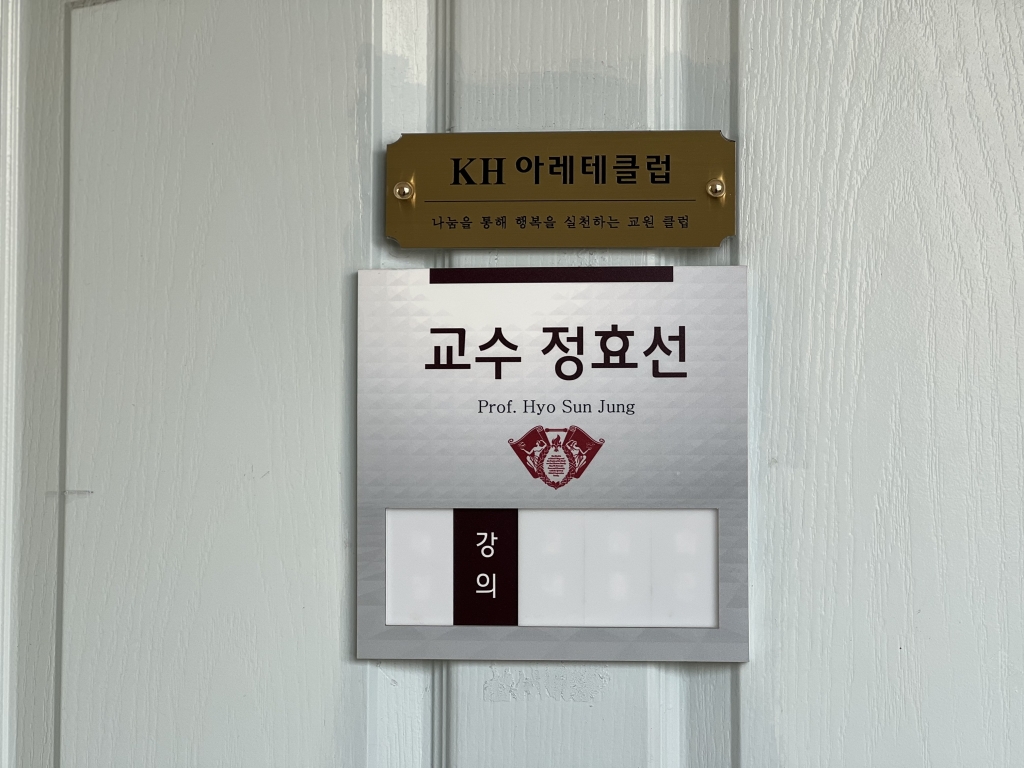 KH 아레테클럽
나눔을 통해 행복을 실천하는 교원 클럽
교수 정효선
Prof. Hyo Sun Jung
강의